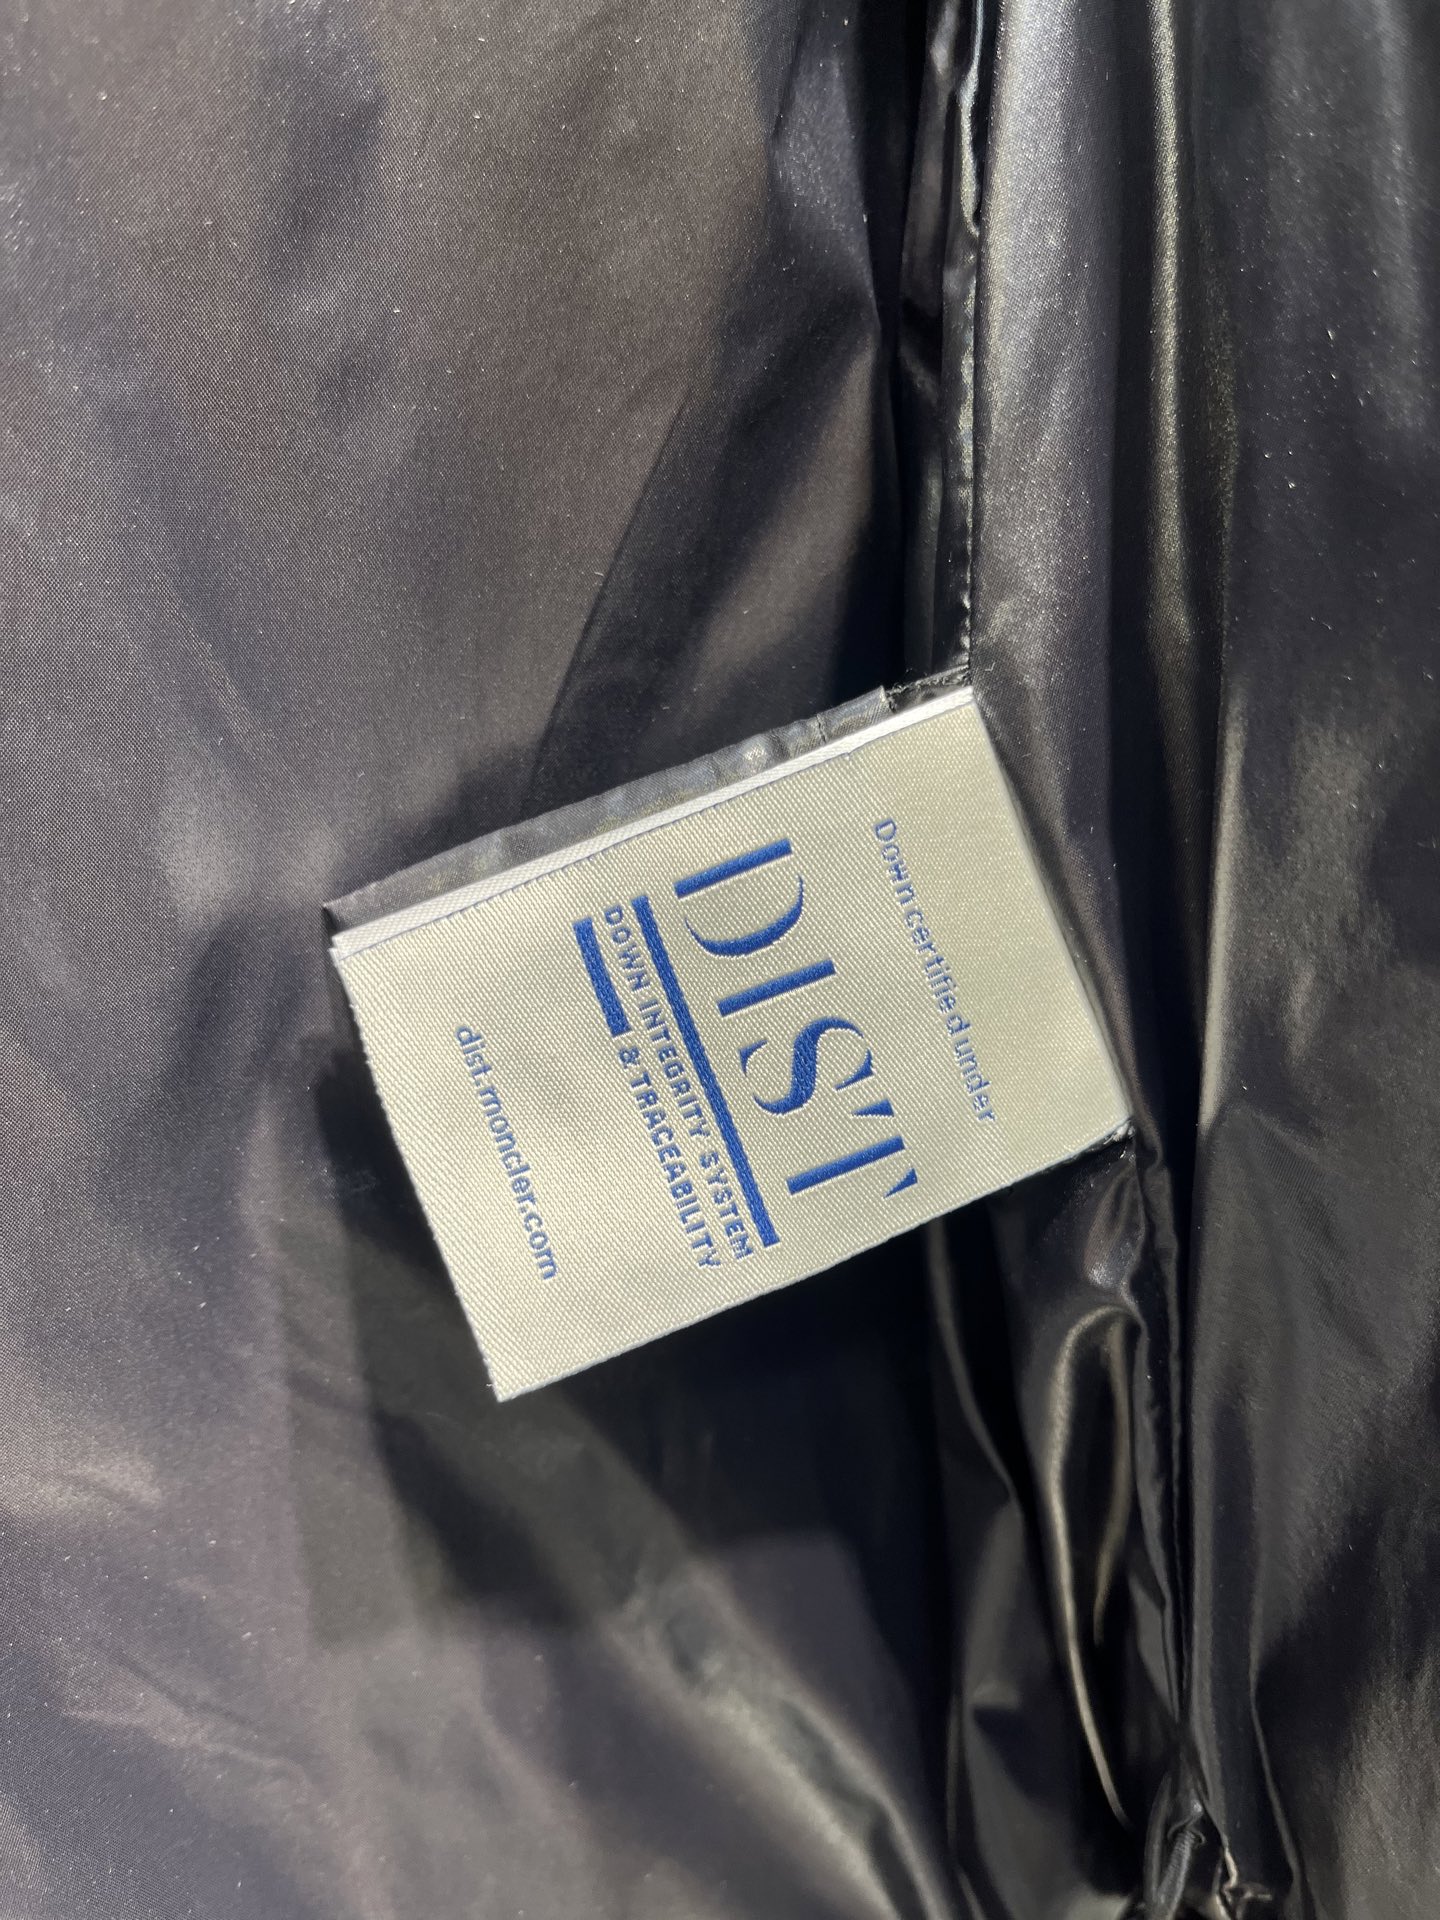 Down certified under
DIST
DOWN INTEGRITY SYSTEM
& TRACEABILITY
dist.moncler.com